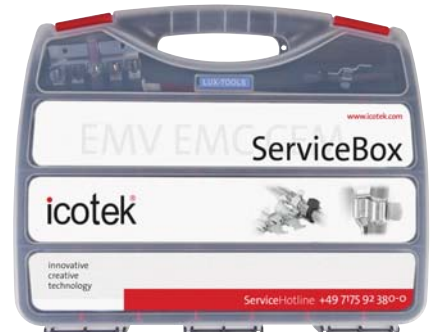 LUX-TOOLS
www.icotek.com
EMV EMC CEM
ServiceBox
icotek
innovative
creative
technology
ServiceHotline +49 7175 92 380-0